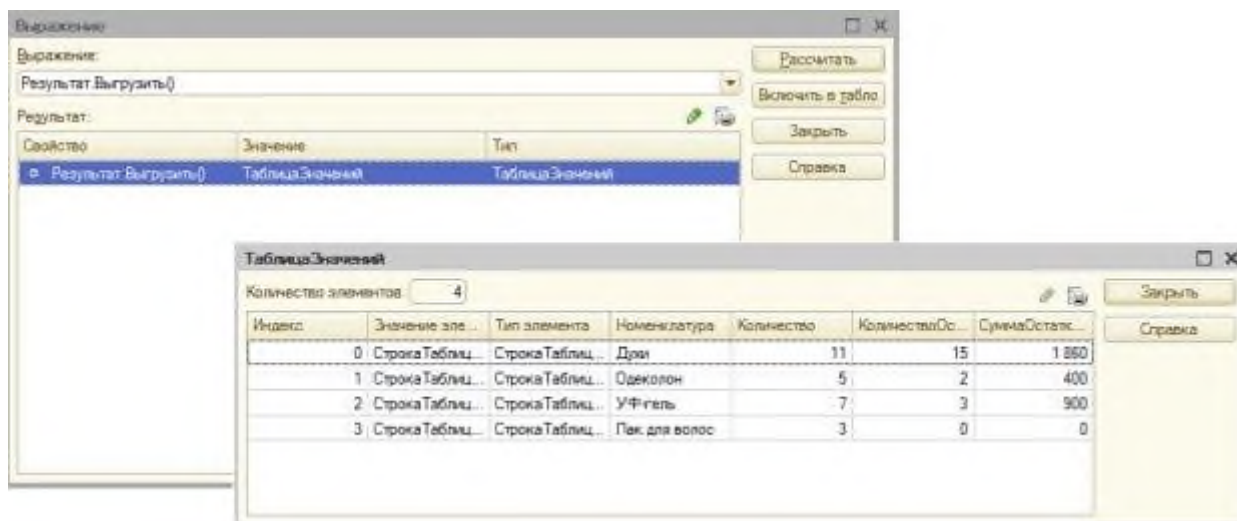 Выражение
Выражение:
Рассчитать
Результат.Выгрузить()
Включить в табло
Результат:
Закрыть
Свойство Значение Тип
Справка
Результат.Выгрузить() ТаблицаЗначений ТаблицаЗначений
ТаблицаЗначений
Количество элементов 4
Закрыть
Индекс Значение эле... Тип элемента Номенклатура Количество КоличествоОс... СуммаОстатк...
Справка
0 СтрокаТаблиц... СтрокаТаблиц... Духи 11 15 1 860
1 СтрокаТаблиц... СтрокаТаблиц... Одеколон 5 2 400
2 СтрокаТаблиц... СтрокаТаблиц... УФ-гель 7 3 900
3 СтрокаТаблиц... СтрокаТаблиц... Лак для волос 3 0 0